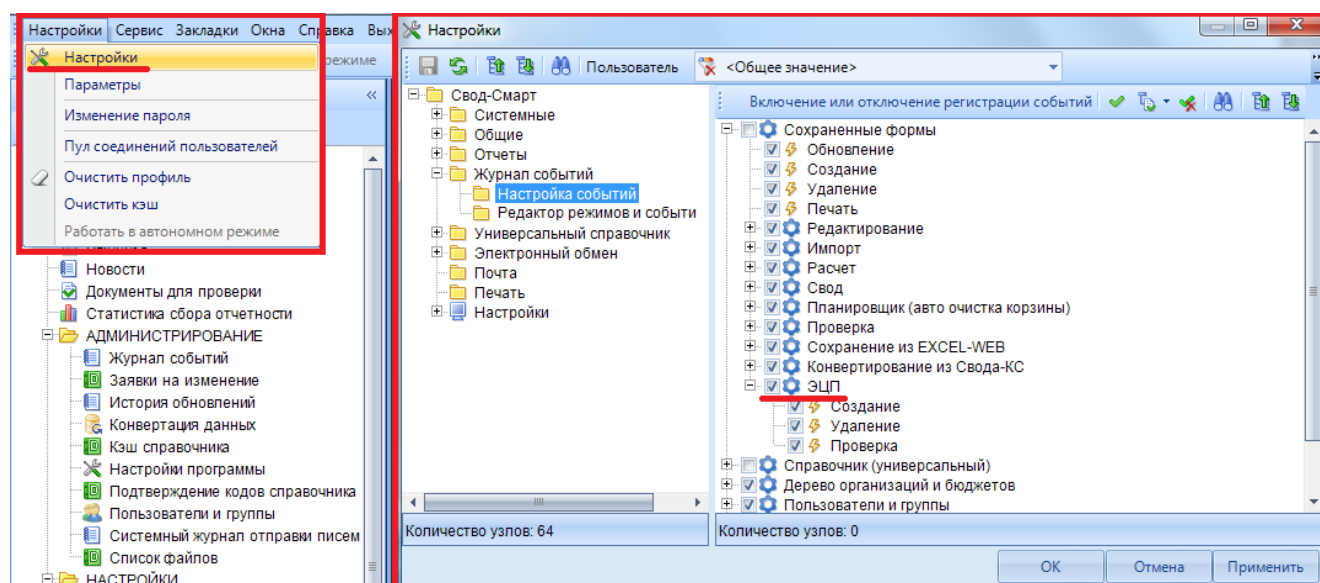 Настройки Сервис Закладки Окна Справка Вых
Настройки
режиме
Параметры
Изменение пароля
Пул соединений пользователей
Очистить профиль
Очистить кэш
Работать в автономном режиме
Новости
Документы для проверки
Статистика сбора отчетности
АДМИНИСТРИРОВАНИЕ
Журнал событий
Заявки на изменение
История обновлений
Конвертация данных
Кэш справочника
Настройки программы
Подтверждение кодов справочника
Пользователи и группы
Системный журнал отправки писем
Список файлов
НАСТРОЙКИ
Настройки
Пользователь <Общее значение>
Свод-Смарт
Системные
Общие
Отчеты
Журнал событий
Настройка событий
Редактор режимов и событи
Универсальный справочник
Электронный обмен
Почта
Печать
Настройки
Количество узлов: 64
Включение или отключение регистрации событий
Сохраненные формы
Обновление
Создание
Удаление
Печать
Редактирование
Импорт
Расчет
Свод
Планировщик (авто очистка корзины)
Проверка
Сохранение из EXCEL-WEB
Конвертирование из Свода-КС
ЭЦП
Создание
Удаление
Проверка
Справочник (универсальный)
Дерево организаций и бюджетов
Пользователи и группы
Количество узлов: 0
ОК Отмена Применить